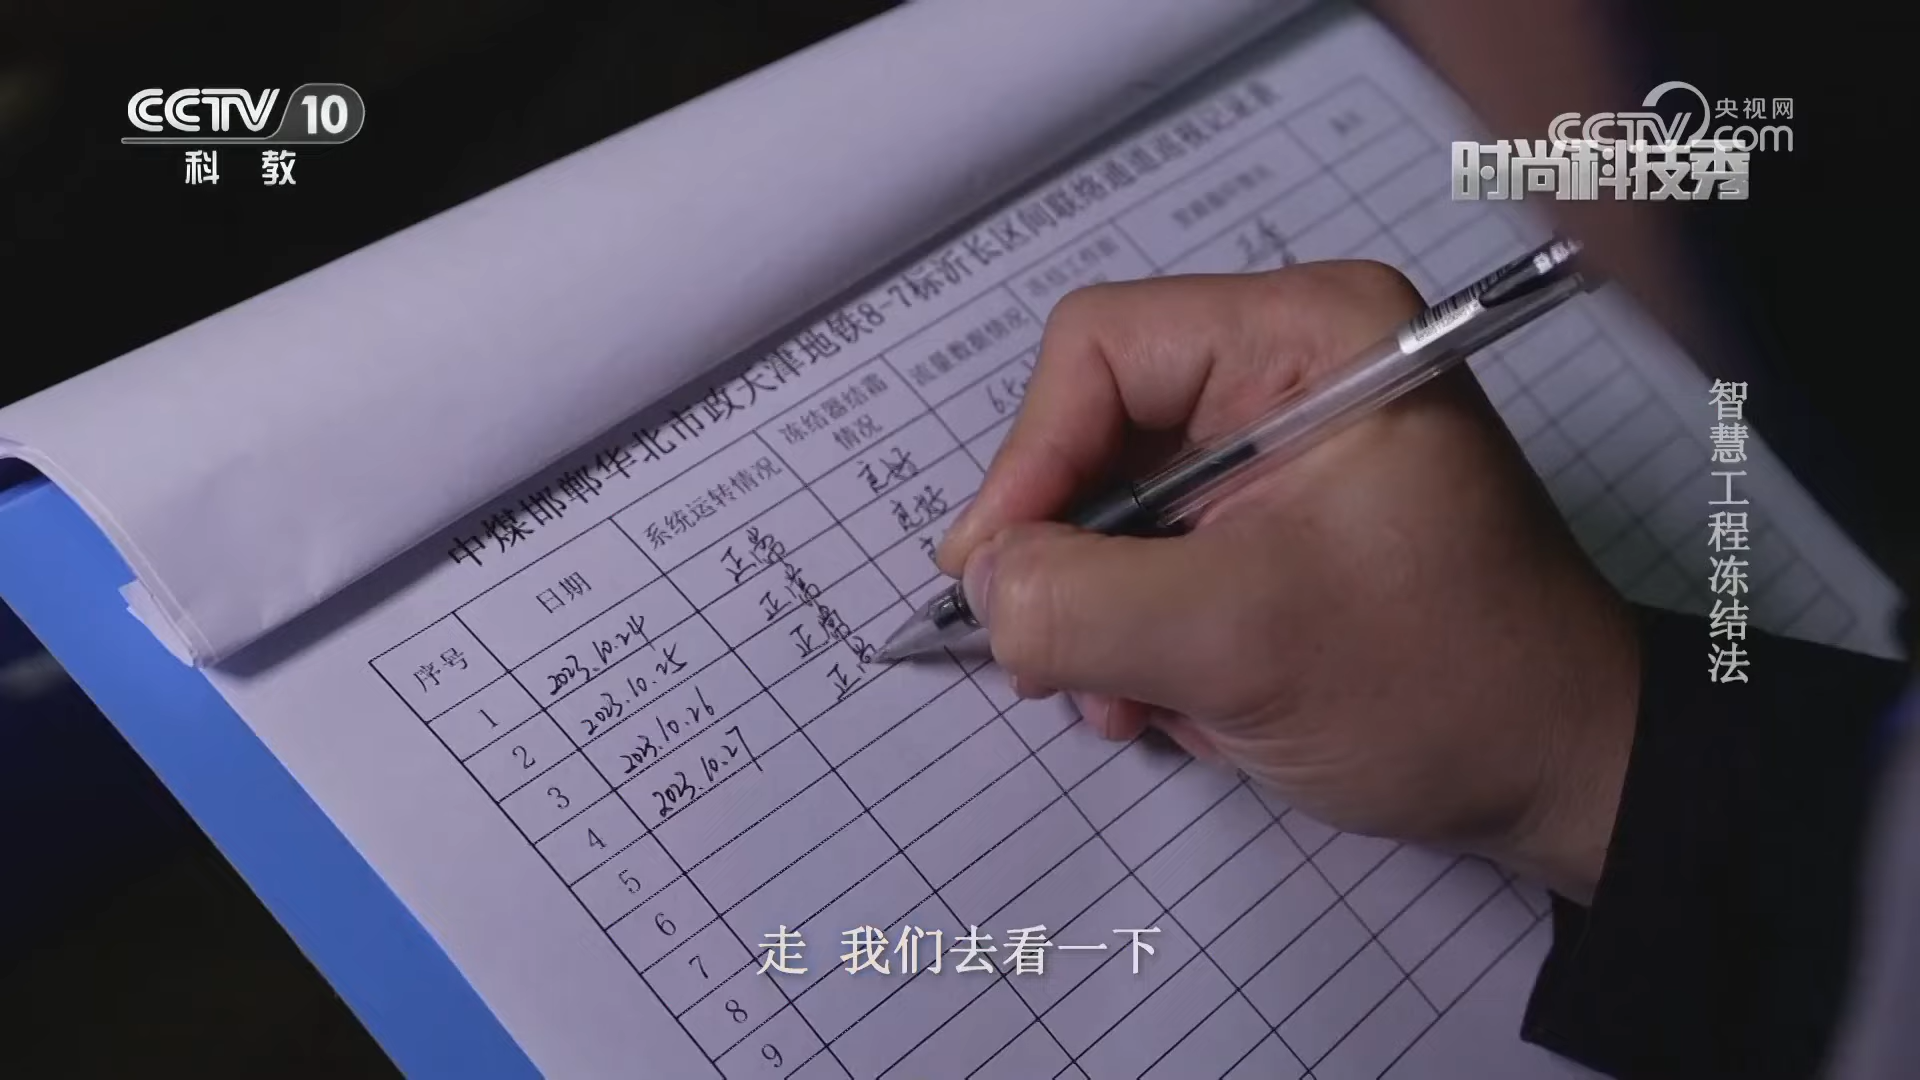 CCTV 10
科 教
央视网
CCTV.com
时尚科技秀
智慧工程冻结法
中煤邯郸华北市政天津地铁8-7标沂长区间联络通道巡视记录表
序号 日期 系统运转情况 冻结器结霜情况 流量数据情况
1 2023.10.24 正常 良好 6.5
2 2023.10.25 正常 良好
3 2023.10.26 正常
4 2023.10.27 正常
5
6
7
8
9
走 我们去看一下